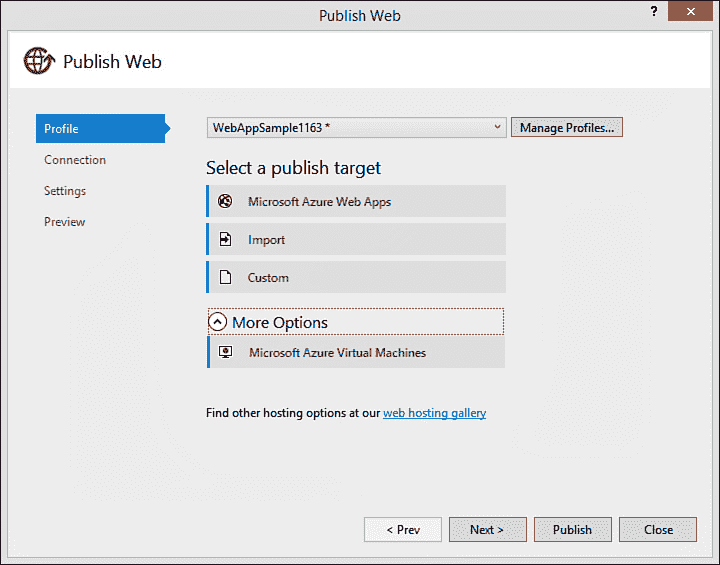 Publish Web
?
Publish Web
Profile
Connection
Settings
Preview
WebAppSample1163 *
Manage Profiles...
Select a publish target
Microsoft Azure Web Apps
Import
Custom
More Options
Microsoft Azure Virtual Machines
Find other hosting options at our web hosting gallery
< Prev
Next >
Publish
Close